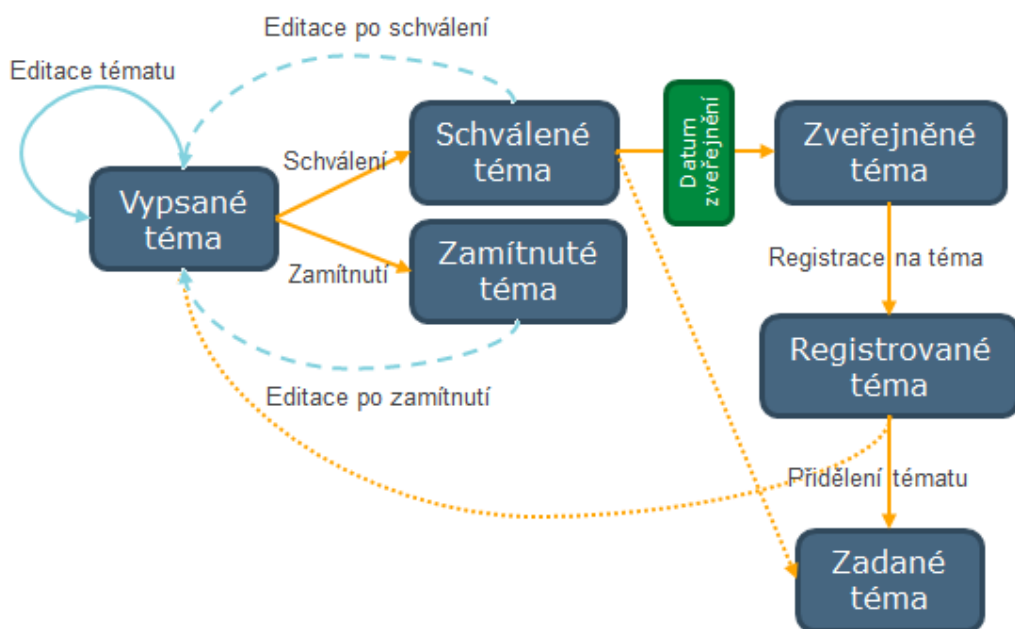 Editace po schválení
Editace tématu
Schválení
Schválené
téma
Datum
zveřejnění
Zveřejněné
téma
Vypsané
téma
Zamítnutí
Zamítnuté
téma
Registrace na téma
Editace po zamítnutí
Registrované
téma
Přidělení tématu
Zadané
téma